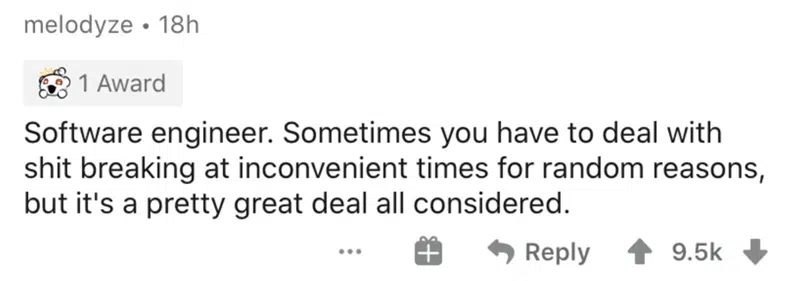 melodyze • 18h
1 Award
Software engineer. Sometimes you have to deal with
shit breaking at inconvenient times for random reasons,
but it's a pretty great deal all considered.
••• Reply 9.5k